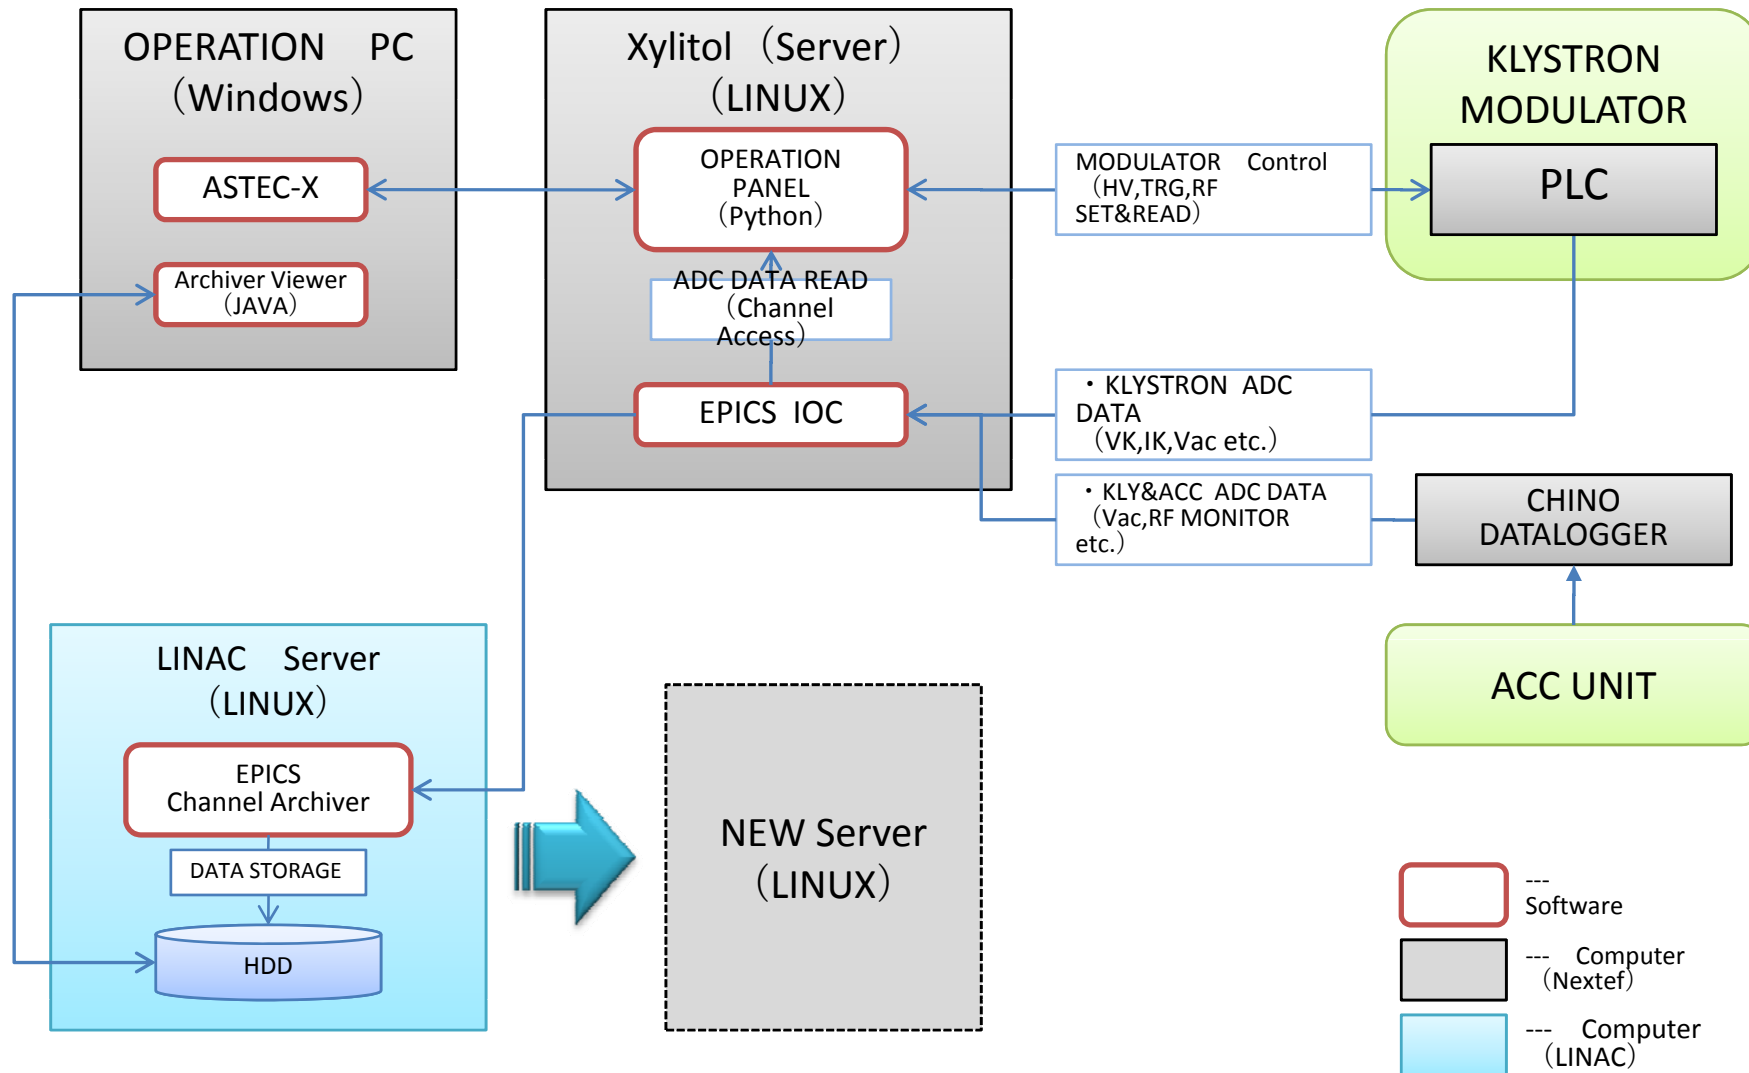 OPERATION PC
（Windows）
ASTEC-X
Archiver Viewer
（JAVA）
Xylitol（Server）
（LINUX）
OPERATION
PANEL
（Python）
ADC DATA READ
（Channel
Access）
EPICS IOC
MODULATOR Control
（HV,TRG,RF
SET&READ）
KLYSTRON
MODULATOR
PLC
・KLYSTRON ADC
DATA
（VK,IK,Vac etc.）
・KLY&ACC ADC DATA
（Vac,RF MONITOR
etc.）
CHINO
DATALOGGER
ACC UNIT
LINAC Server
（LINUX）
EPICS
Channel Archiver
DATA STORAGE
HDD
NEW Server
（LINUX）
---
Software
--- Computer
（Nextef）
--- Computer
（LINAC）